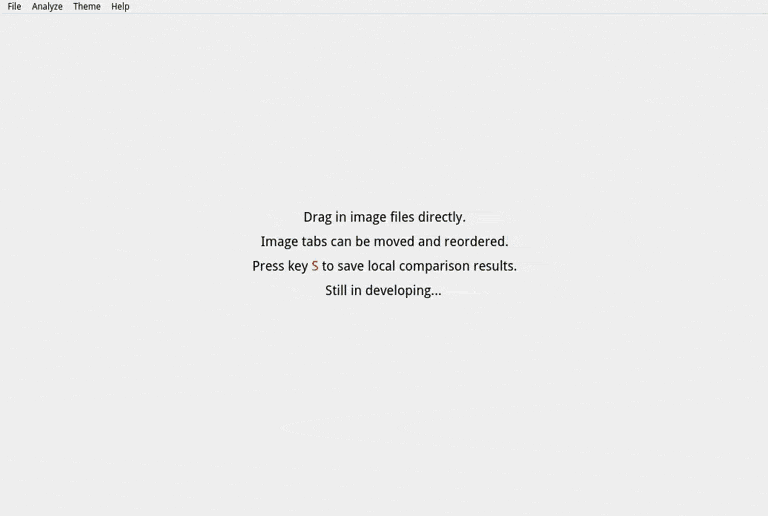 File Analyze Theme Help
Drag in image files directly.
Image tabs can be moved and reordered.
Press key S to save local comparison results.
Still in developing...